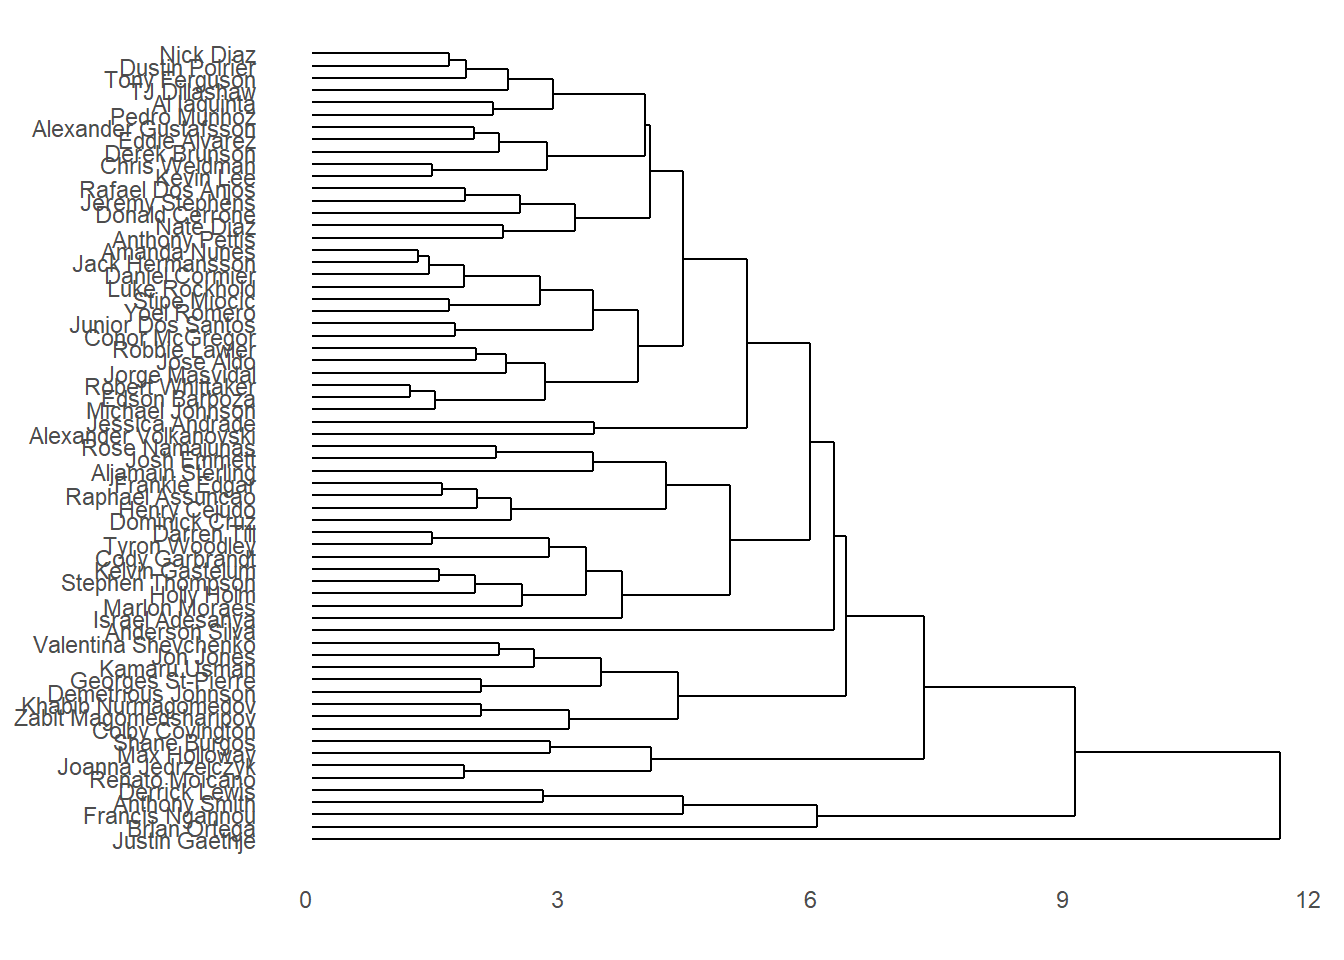 Nick Diaz
Dustin Poirier
Tony Ferguson
TJ Dillashaw
Al Iaquinta
Pedro Munhoz
Alexander Gustafsson
Eddie Alvarez
Derek Brunson
Chris Weidman
Kevin Lee
Rafael Dos Anjos
Jeremy Stephens
Donald Cerrone
Nate Diaz
Anthony Pettis
Amanda Nunes
Jack Hermansson
Daniel Cormier
Luke Rockhold
Stipe Miocic
Yoel Romero
Junior Dos Santos
Conor McGregor
Robbie Lawler
Jose Aldo
Jorge Masvidal
Robert Whittaker
Edson Barboza
Michael Johnson
Jessica Andrade
Alexander Volkanovski
Rose Namajunas
Josh Emmett
Aljamain Sterling
Frankie Edgar
Raphael Assuncao
Henry Cejudo
Dominick Cruz
Darren Till
Tyron Woodley
Cody Garbrandt
Kelvin Gastelum
Stephen Thompson
Holly Holm
Marlon Moraes
Israel Adesanya
Anderson Silva
Valentina Shevchenko
Jon Jones
Kamaru Usman
Georges St-Pierre
Demetrious Johnson
Khabib Nurmagomedov
Zabit Magomedsharipov
Colby Covington
Shane Burgos
Max Holloway
Joanna Jedrzejczyk
Renato Moicano
Derrick Lewis
Anthony Smith
Francis Ngannou
Brian Ortega
Justin Gaethje
0 3 6 9 12